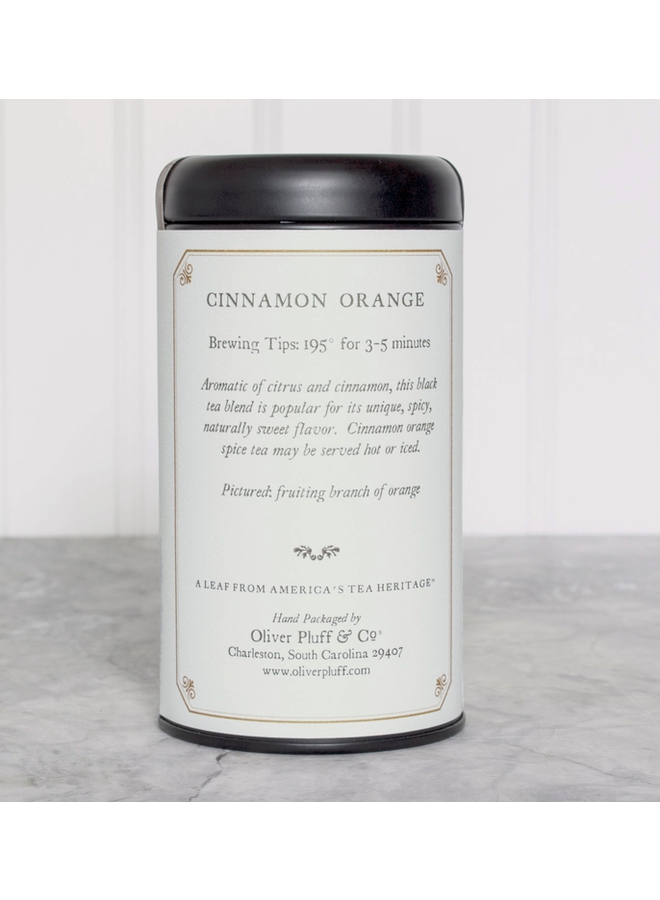 CINNAMON ORANGE
Brewing Tips: 195° for 3-5 minutes
Aromatic of citrus and cinnamon, this black
tea blend is popular for its unique, spicy,
naturally sweet flavor. Cinnamon orange
spice tea may be served hot or iced.
Pictured: fruiting branch of orange
A LEAF FROM AMERICA'S TEA HERITAGE™
Hand Packaged by
Oliver Pluff & Co®
Charleston, South Carolina 29407
www.oliverpluff.com